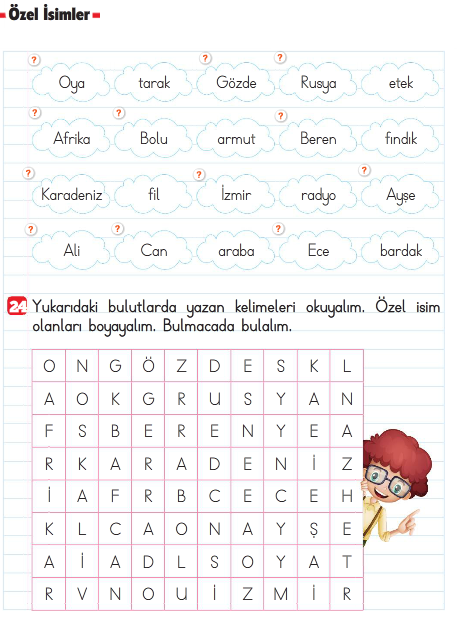 Özel İsimler
? ? ? ?
Oya tarak Gözde Rusya etek
? ? ?
Afrika Bolu armut Beren fındık
? ? ?
Karadeniz fil İzmir radyo Ayşe
? ? ?
Ali Can araba Ece bardak
24 Yukarıdaki bulutlarda yazan kelimeleri okuyalım. Özel isim
olanları boyayalım. Bulmacada bulalım.
O N G Ö Z D E S K L
A O K G R U S Y A N
F S B E R E N Y E A
R K A R A D E N İ Z
İ A F R B C E C E H
K L C A O N A Y Ş E
A İ A D L S O Y A T
R V N O U İ Z M İ R